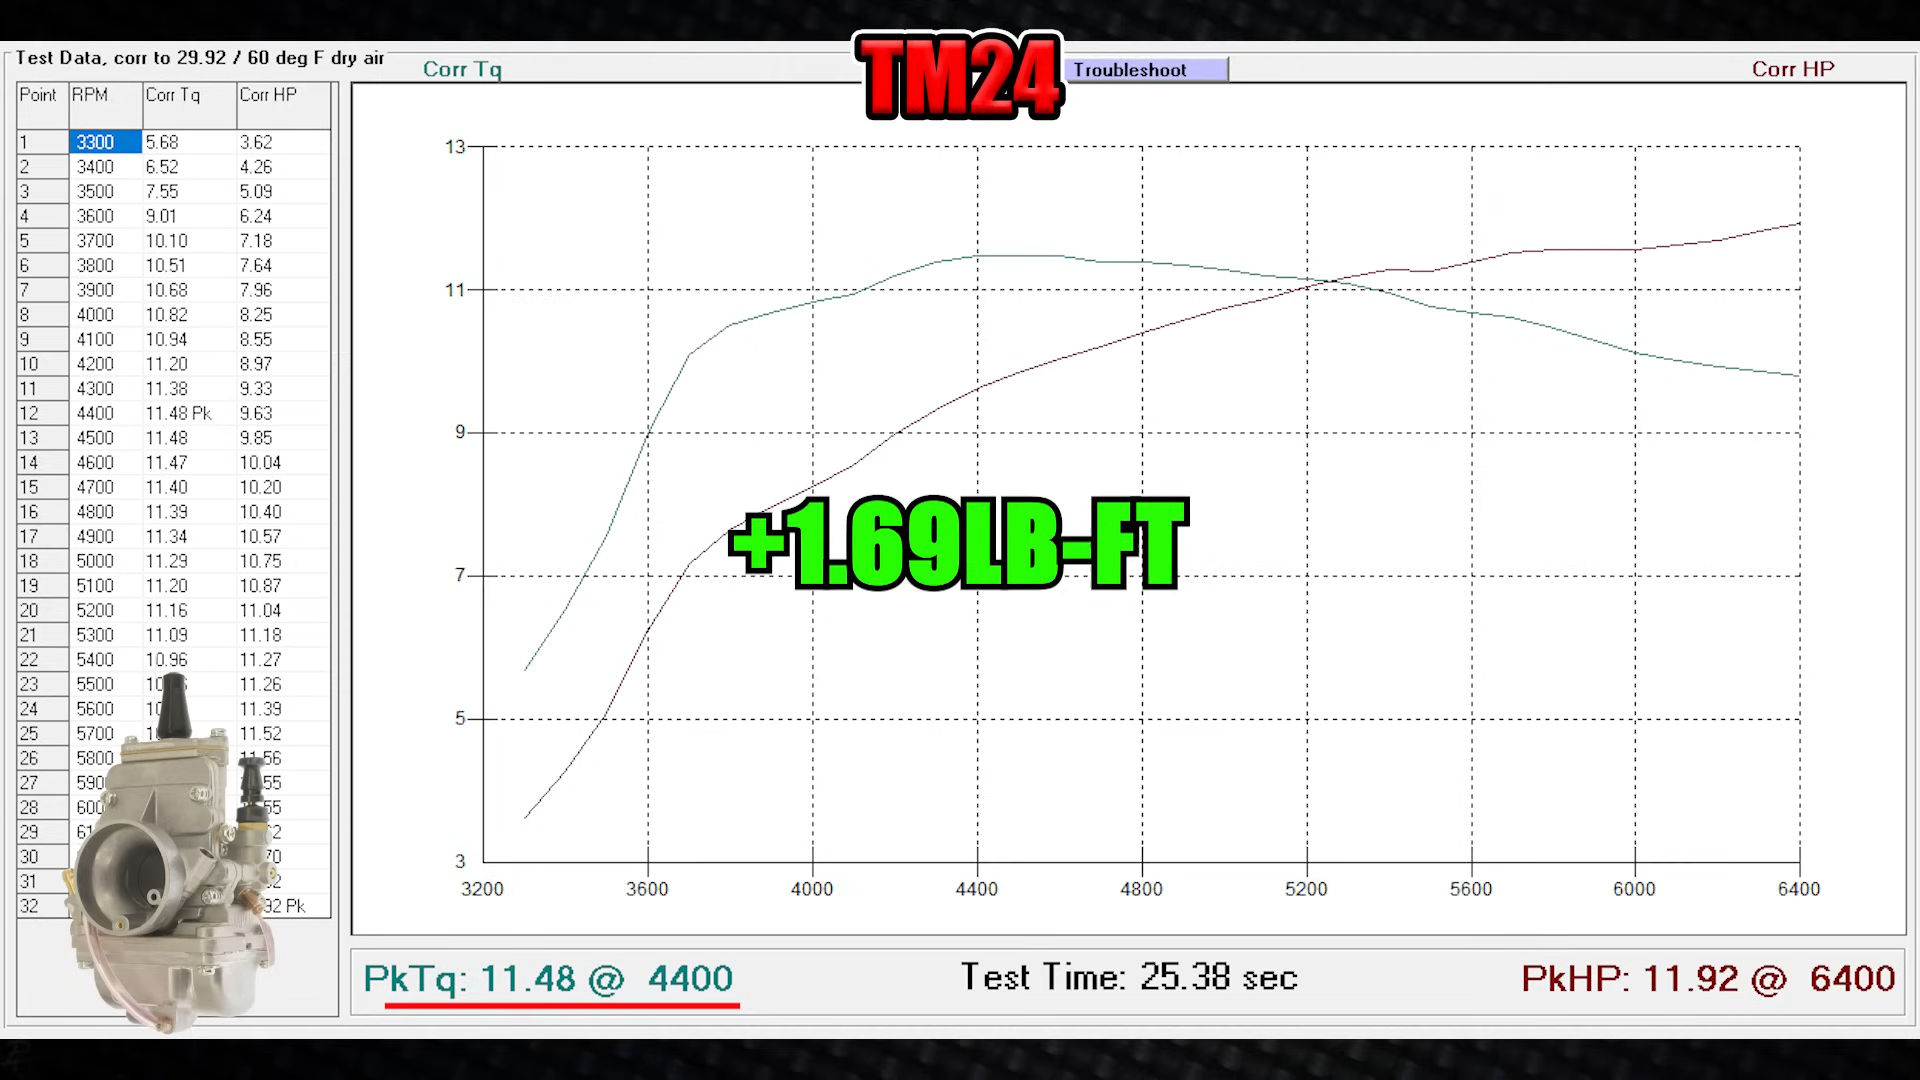 TM24
Test Data, corr to 29.92 / 60 deg F dry air
Corr Tq
Troubleshoot
Corr HP
Point RPM Corr Tq Corr HP
1 3300 5.68 3.62
2 3400 6.52 4.26
3 3500 7.55 5.09
4 3600 9.01 6.24
5 3700 10.10 7.18
6 3800 10.51 7.64
7 3900 10.68 7.96
8 4000 10.82 8.25
9 4100 10.94 8.55
10 4200 11.20 8.97
11 4300 11.38 9.33
12 4400 11.48 Pk 9.63
13 4500 11.48 9.85
14 4600 11.47 10.04
15 4700 11.40 10.20
16 4800 11.39 10.40
17 4900 11.34 10.57
18 5000 11.29 10.75
19 5100 11.20 10.87
20 5200 11.16 11.04
21 5300 11.09 11.18
22 5400 10.96 11.27
23 5500 11.26
24 5600 11.39
25 5700 11.52
26 5800
27
28
29
30
31
32 Pk
13
11
9
7
5
3
3200 3600 4000 4400 4800 5200 5600 6000 6400
+1.69LB-FT
PkTq: 11.48 @ 4400
Test Time: 25.38 sec
PkHP: 11.92 @ 6400